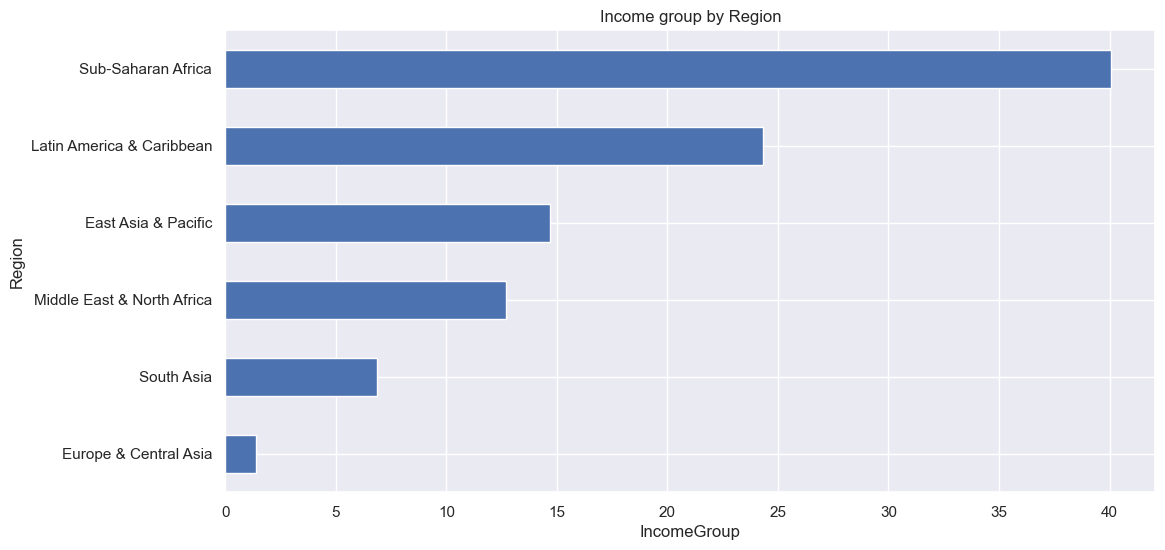 Income group by Region
Sub-Saharan Africa
Latin America & Caribbean
East Asia & Pacific
Middle East & North Africa
South Asia
Europe & Central Asia
Region
0 5 10 15 20 25 30 35 40
IncomeGroup